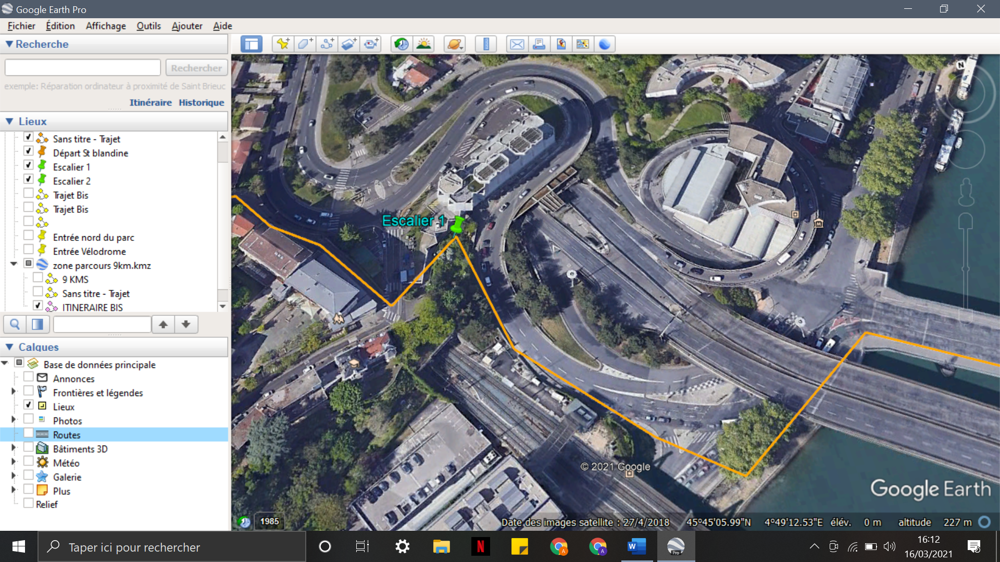 Google Earth Pro
Fichier Édition Affichage Outils Ajouter Aide
Recherche
Rechercher
exemple: Réparation ordinateur à proximité de Saint Brieuc
Itinéraire Historique
Lieux
Sans titre - Trajet
Départ St blandine
Escalier 1
Escalier 2
Trajet Bis
Trajet Bis
Entrée nord du parc
Entrée Vélodrome
zone parcours 9km.kmz
9 KMS
Sans titre - Trajet
ITINERAIRE BIS
Calques
Base de données principale
Annonces
Frontières et légendes
Lieux
Photos
Routes
Bâtiments 3D
Météo
Galerie
Plus
Relief
N
Escalier 1
© 2021 Google
Google Earth
1985
Date des images satellite : 27/4/2018 45°45'05.99"N 4°49'12.53"E élév. 0 m altitude 227 m
Taper ici pour rechercher
N
A
A
W
Pro
16:12
16/03/2021